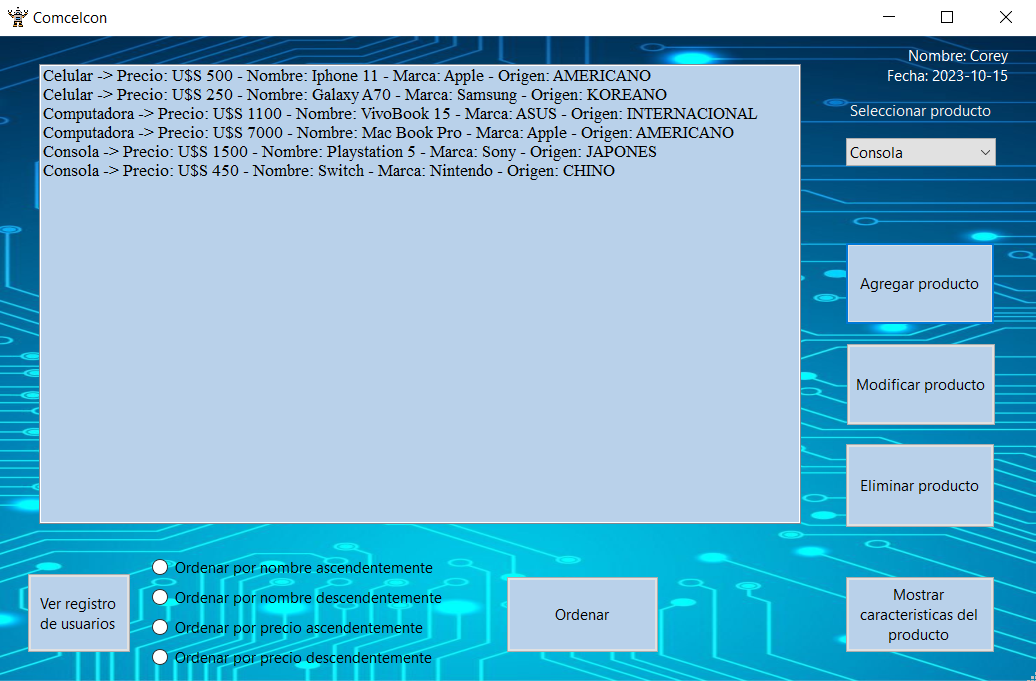 Comcelcon
Nombre: Corey
Fecha: 2023-10-15
Celular -> Precio: U$S 500 - Nombre: Iphone 11 - Marca: Apple - Origen: AMERICANO
Celular -> Precio: U$S 250 - Nombre: Galaxy A70 - Marca: Samsung - Origen: KOREANO
Computadora -> Precio: U$S 1100 - Nombre: VivoBook 15 - Marca: ASUS - Origen: INTERNACIONAL
Computadora -> Precio: U$S 7000 - Nombre: Mac Book Pro - Marca: Apple - Origen: AMERICANO
Consola -> Precio: U$S 1500 - Nombre: Playstation 5 - Marca: Sony - Origen: JAPONES
Consola -> Precio: U$S 450 - Nombre: Switch - Marca: Nintendo - Origen: CHINO
Seleccionar producto
Consola
Agregar producto
Modificar producto
Eliminar producto
Ver registro
de usuarios
Ordenar por nombre ascendentemente
Ordenar por nombre descendentemente
Ordenar por precio ascendentemente
Ordenar por precio descendentemente
Ordenar
Mostrar
caracteristicas del
producto